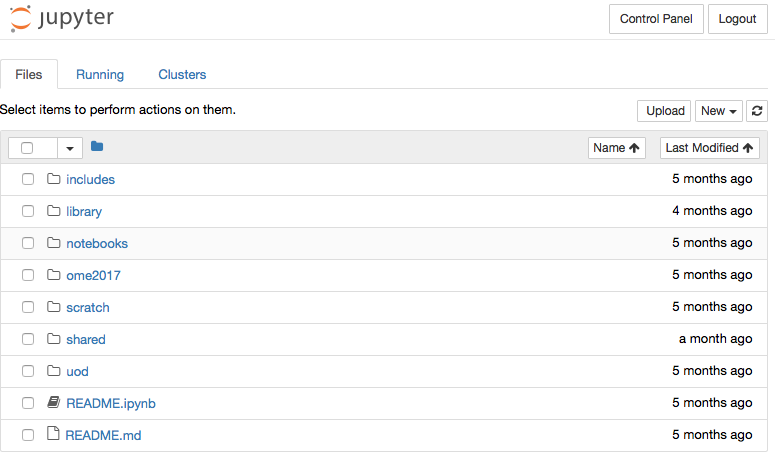 jupyter Control Panel Logout
Files Running Clusters
Select items to perform actions on them. Upload New
Name Last Modified
includes 5 months ago
library 4 months ago
notebooks 5 months ago
ome2017 5 months ago
scratch 5 months ago
shared a month ago
uod 5 months ago
README.ipynb 5 months ago
README.md 5 months ago